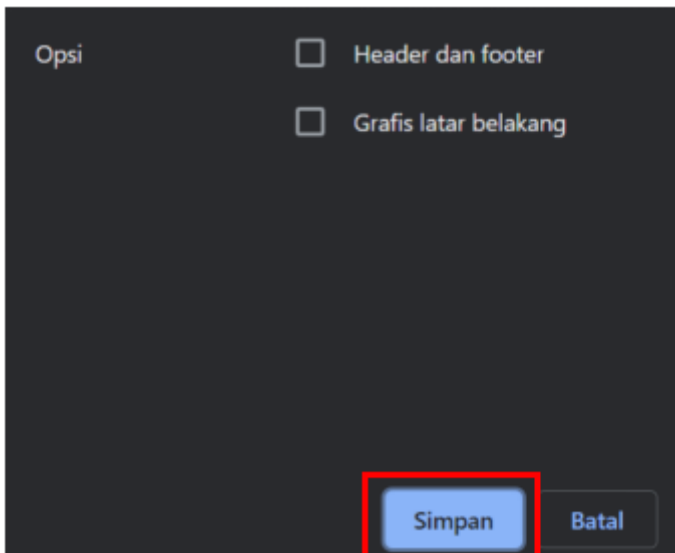 Opsi Header dan footer
Grafis latar belakang
Simpan Batal